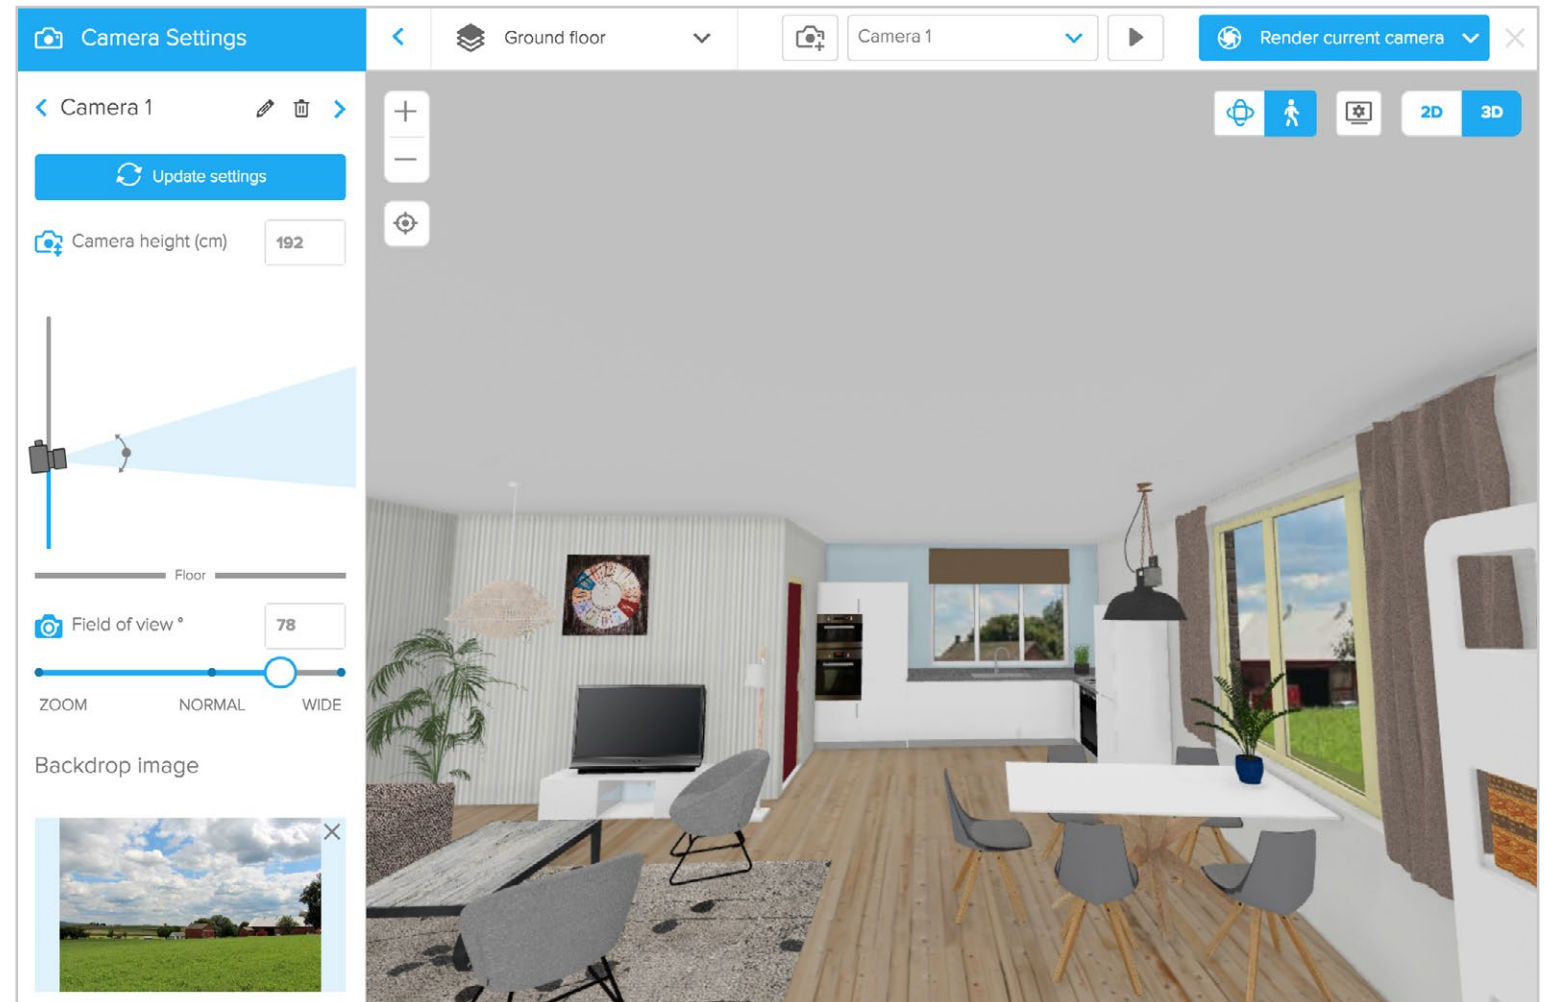 Camera Settings
Ground floor
Camera 1
Render current camera
Camera 1
Update settings
2D
3D
Camera height (cm)
192
Floor
Field of view °
78
ZOOM
NORMAL
WIDE
Backdrop image